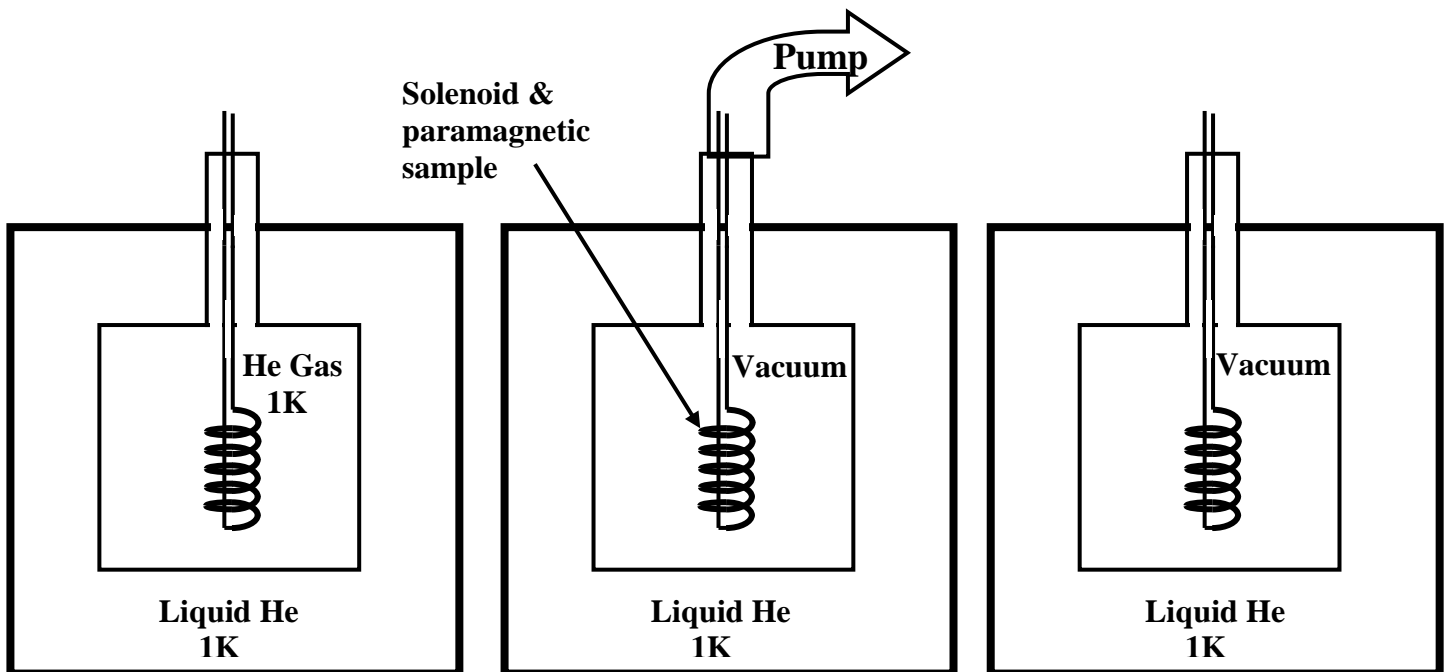 Pump
Solenoid &
paramagnetic
sample
He Gas
1K
Vacuum
Vacuum
Liquid He
1K
Liquid He
1K
Liquid He
1K